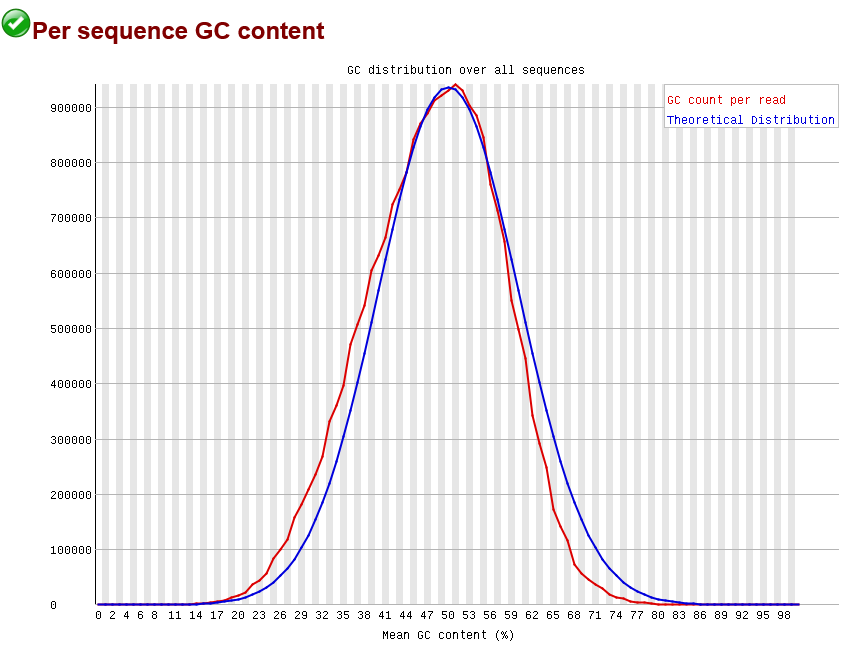 Per sequence GC content
GC distribution over all sequences
GC count per read
Theoretical Distribution
900000
800000
700000
600000
500000
400000
300000
200000
100000
0
0 2 4 6 8 11 14 17 20 23 26 29 32 35 38 41 44 47 50 53 56 59 62 65 68 71 74 77 80 83 86 89 92 95 98
Mean GC content (%)